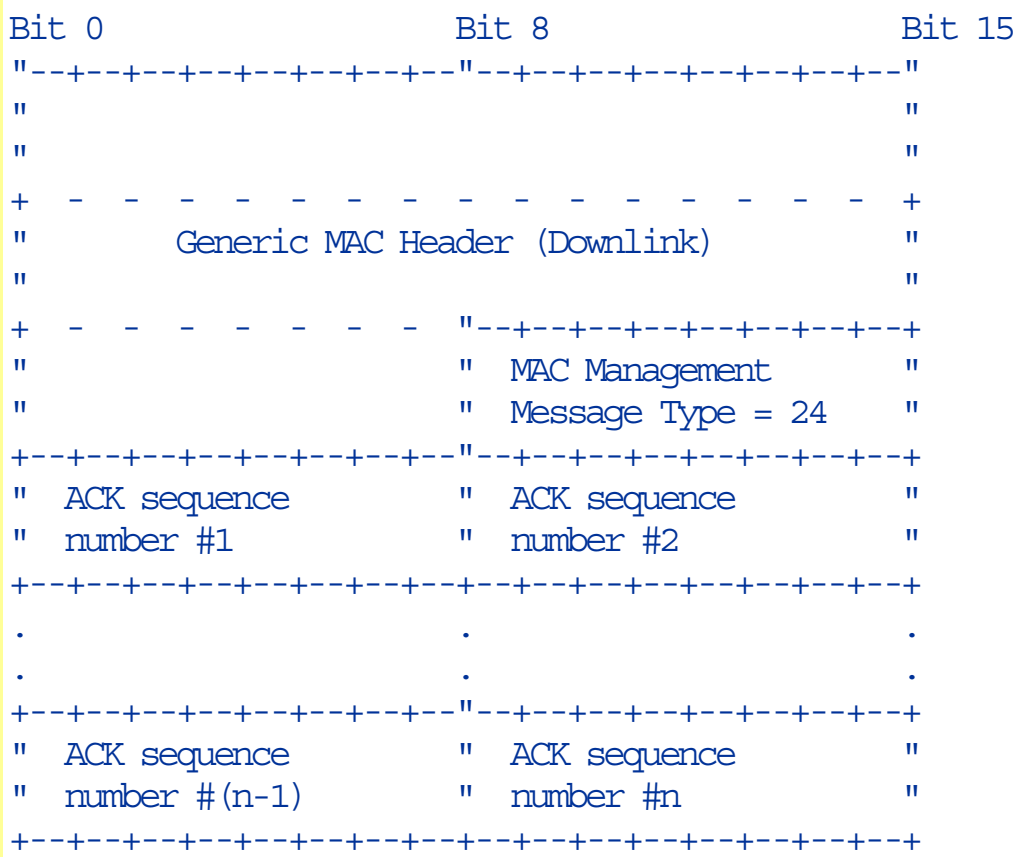 Bit 0                   Bit 8                   Bit 15
"--+--+--+--+--+--+--+--"--+--+--+--+--+--+--+--"
"                                               "
"                                               "
+  -  -  -  -  -  -  -  -  -  -  -  -  -  -  -  +
"        Generic MAC Header (Downlink)          "
"                                               "
+  -  -  -  -  -  -  -  "--+--+--+--+--+--+--+--+
"                       "  MAC Management       "
"                       "  Message Type = 24    "
+--+--+--+--+--+--+--+--"--+--+--+--+--+--+--+--+
"  ACK sequence         "  ACK sequence         "
"  number #1            "  number #2            "
+--+--+--+--+--+--+--+--+--+--+--+--+--+--+--+--+
.                       .                       .
.                       .                       .
+--+--+--+--+--+--+--+--"--+--+--+--+--+--+--+--+
"  ACK sequence         "  ACK sequence         "
"  number #(n-1)        "  number #n            "
+--+--+--+--+--+--+--+--+--+--+--+--+--+--+--+--+